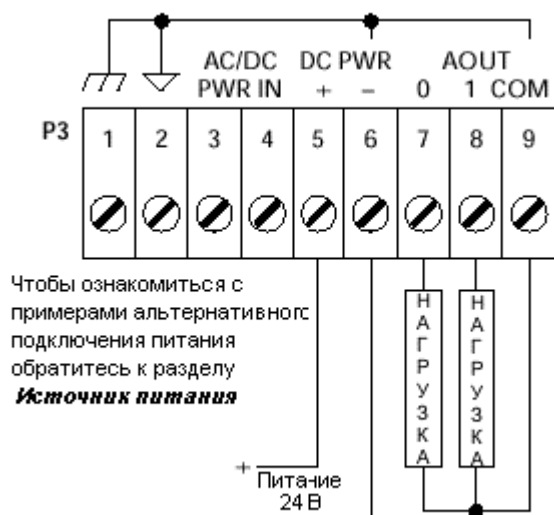 AC/DC DC PWR AOUT
PWR IN + – 0 1 COM
P3 1 2 3 4 5 6 7 8 9
Чтобы ознакомиться с
примерами альтернативного
подключения питания
обратитесь к разделу
Источник питания
НАГРУЗКА
НАГРУЗКА
+ Питание
24 В